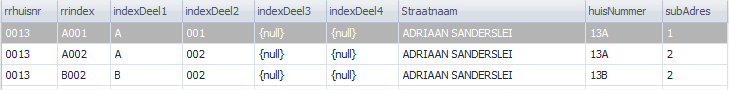 rrhuisnr rrindex indexDeel1 indexDeel2 indexDeel3 indexDeel4 Straatnaam huisNummer subAdres
0013 A001 A 001 {null} {null} ADRIAAN SANDERSLEI 13A 1
0013 A002 A 002 {null} {null} ADRIAAN SANDERSLEI 13A 2
0013 B002 B 002 {null} {null} ADRIAAN SANDERSLEI 13B 2